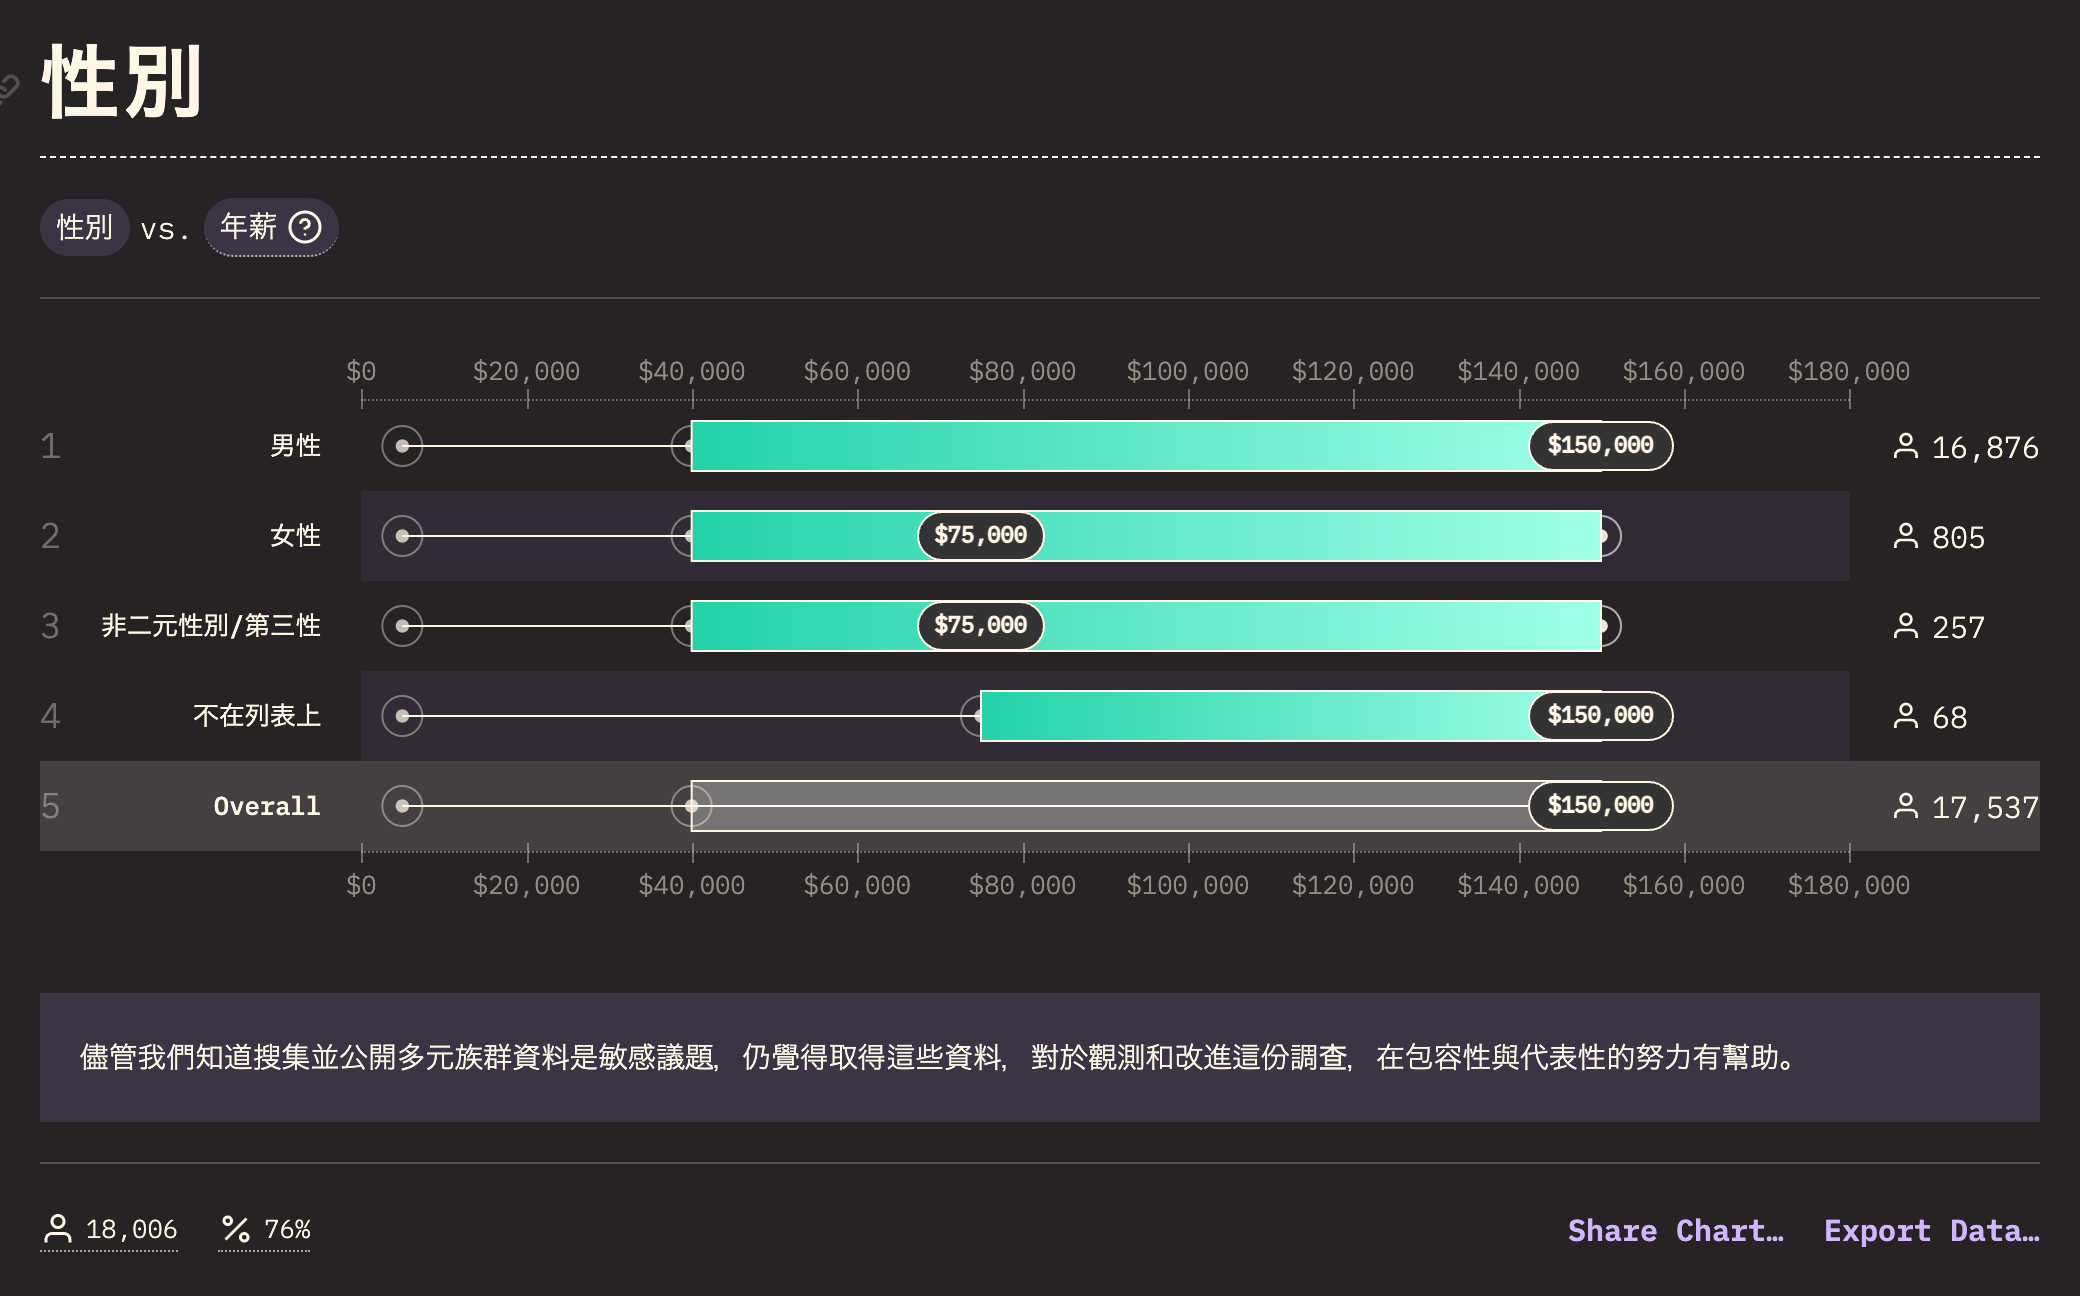 性別
性別 vs. 年薪
$0 $20,000 $40,000 $60,000 $80,000 $100,000 $120,000 $140,000 $160,000 $180,000
1 男性 $150,000 16,876
2 女性 $75,000 805
3 非二元性別/第三性 $75,000 257
4 不在列表上 $150,000 68
5 Overall $150,000 17,537
$0 $20,000 $40,000 $60,000 $80,000 $100,000 $120,000 $140,000 $160,000 $180,000
儘管我們知道搜集並公開多元族群資料是敏感議題，仍覺得取得這些資料，對於觀測和改進這份調查，在包容性與代表性的努力有幫助。
18,006 % 76% Share Chart… Export Data…